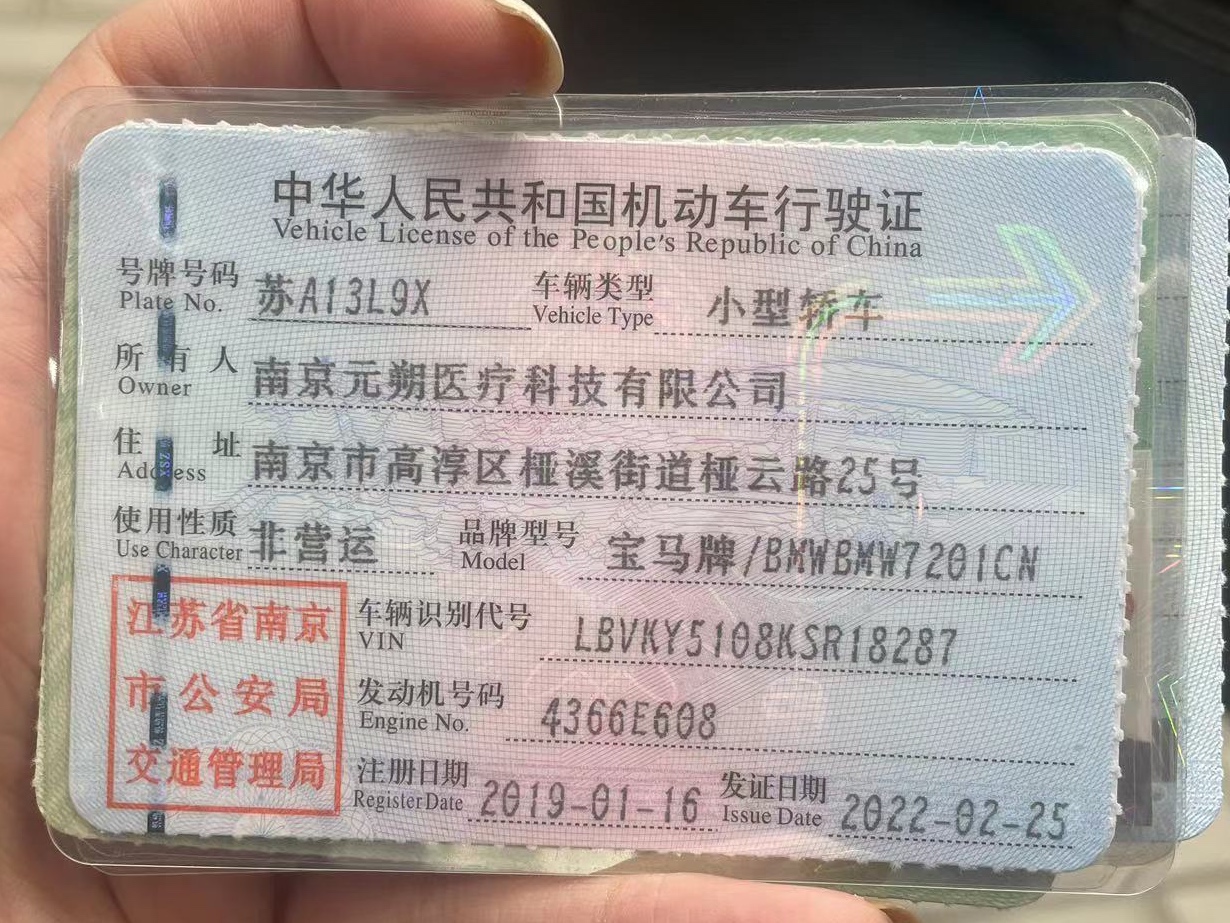 中华人民共和国机动车行驶证
Vehicle License of the People's Republic of China
号牌号码 苏A13L9X 车辆类型 小型轿车
Plate No. Vehicle Type
所有人 南京元朔医疗科技有限公司
Owner
住址 南京市高淳区桠溪街道桠云路25号
Address
使用性质 非营运 品牌型号 宝马牌/BMWBMW7201CN
Use Character Model
江苏省南京
市公安局
交通管理局
车辆识别代号 LBVKY5108KSR18287
VIN
发动机号码 4366E608
Engine No.
注册日期 2019-01-16 发证日期 2022-02-25
Register Date Issue Date